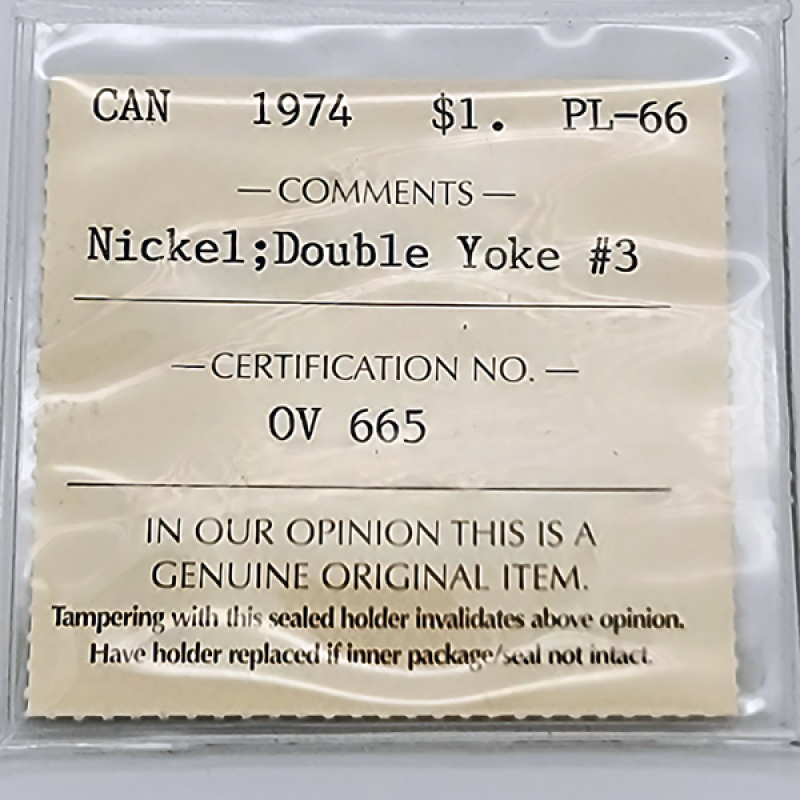 CAN 1974 $1. PL-66
— COMMENTS —
Nickel;Double Yoke #3
— CERTIFICATION NO. —
OV 665
IN OUR OPINION THIS IS A
GENUINE ORIGINAL ITEM.
Tampering with this sealed holder invalidates above opinion.
Have holder replaced if inner package/seal not intact.